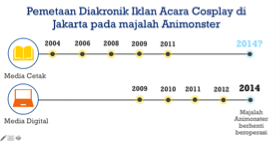 Pemetaan Diakronik Iklan Acara Cosplay di
Jakarta pada majalah Animonster
2004 2006 2008 2009 2011 2014?
Media Cetak
2009 2010 2011 2012 2014
Media Digital
Majalah
Animonster
berhenti
beroperasi